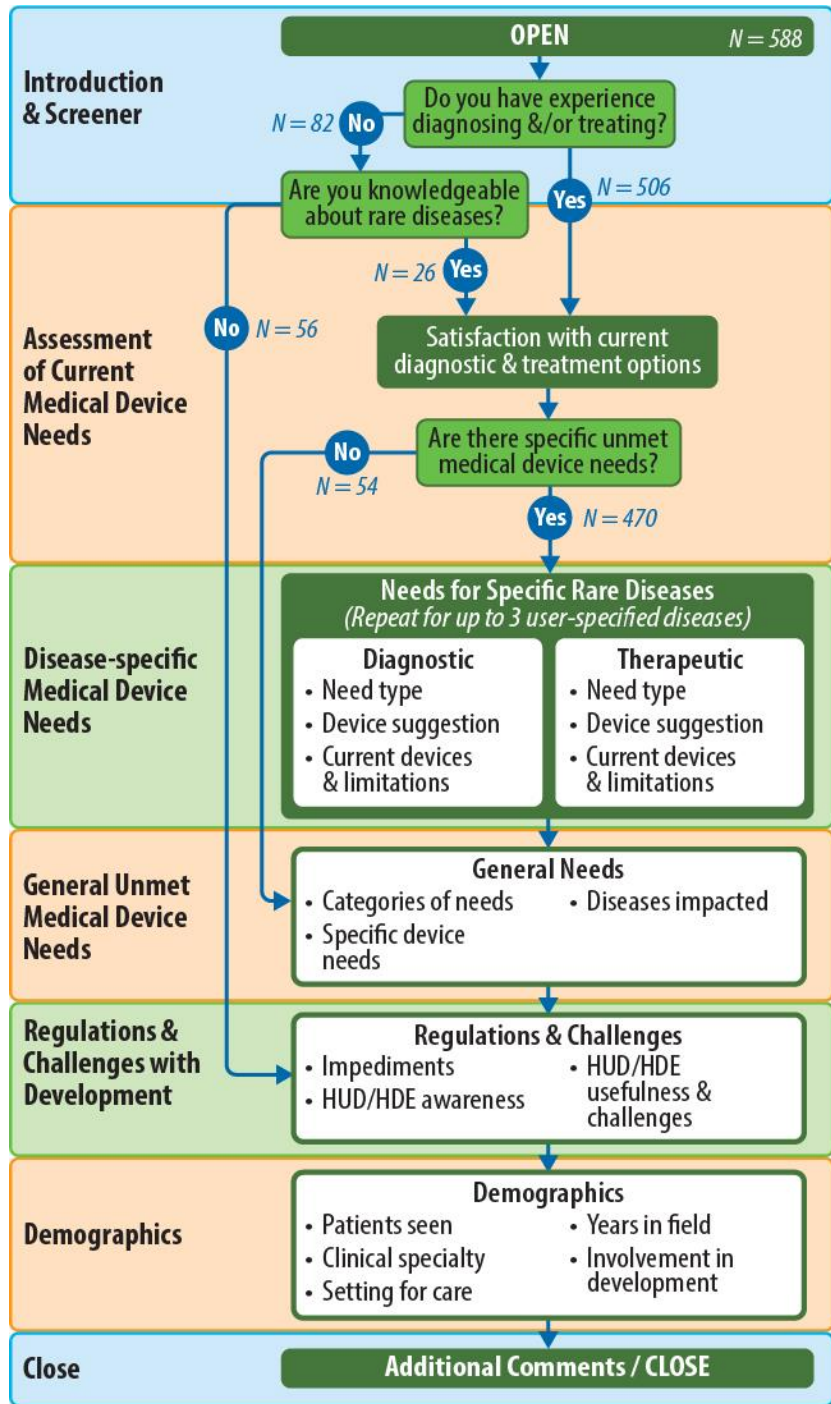 OPEN
N = 588
Introduction
& Screener
Do you have experience
diagnosing &/or treating?
N = 82
No
Are you knowledgeable
about rare diseases?
Yes
N = 506
N = 26
Yes
No
N = 56
Assessment
of Current
Medical Device
Needs
Satisfaction with current
diagnostic & treatment options
Are there specific unmet
medical device needs?
No
N = 54
Yes
N = 470
Disease-specific
Medical Device
Needs
Needs for Specific Rare Diseases
(Repeat for up to 3 user-specified diseases)
Diagnostic
• Need type
• Device suggestion
• Current devices
& limitations
Therapeutic
• Need type
• Device suggestion
• Current devices
& limitations
General Unmet
Medical Device
Needs
General Needs
• Categories of needs
• Specific device
needs
• Diseases impacted
Regulations &
Challenges with
Development
Regulations & Challenges
• Impediments
• HUD/HDE awareness
• HUD/HDE
usefulness &
challenges
Demographics
Demographics
• Patients seen
• Clinical specialty
• Setting for care
• Years in field
• Involvement in
development
Close
Additional Comments / CLOSE